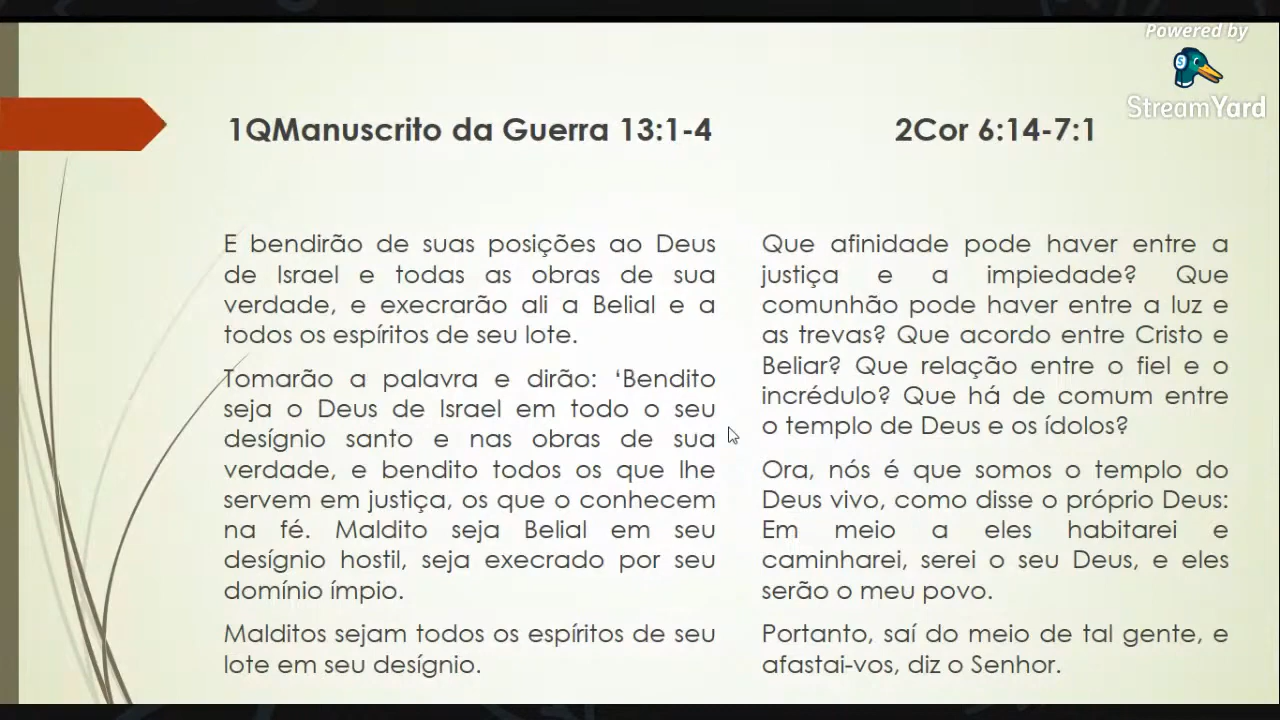 Powered by
StreamYard
1QManuscrito da Guerra 13:1-4
E bendirão de suas posições ao Deus
de Israel e todas as obras de sua
verdade, e execrarão ali a Belial e a
todos os espíritos de seu lote.
Tomarão a palavra e dirão: ‘Bendito
seja o Deus de Israel em todo o seu
desígnio santo e nas obras de sua
verdade, e bendito todos os que lhe
servem em justiça, os que o conhecem
na fé. Maldito seja Belial em seu
desígnio hostil, seja execrado por seu
domínio ímpio.
Malditos sejam todos os espíritos de seu
lote em seu desígnio.
2Cor 6:14-7:1
Que afinidade pode haver entre a
justiça e a impiedade? Que
comunhão pode haver entre a luz e
as trevas? Que acordo entre Cristo e
Beliar? Que relação entre o fiel e o
incrédulo? Que há de comum entre
o templo de Deus e os ídolos?
Ora, nós é que somos o templo do
Deus vivo, como disse o próprio Deus:
Em meio a eles habitarei e
caminharei, serei o seu Deus, e eles
serão o meu povo.
Portanto, saí do meio de tal gente, e
afastai-vos, diz o Senhor.